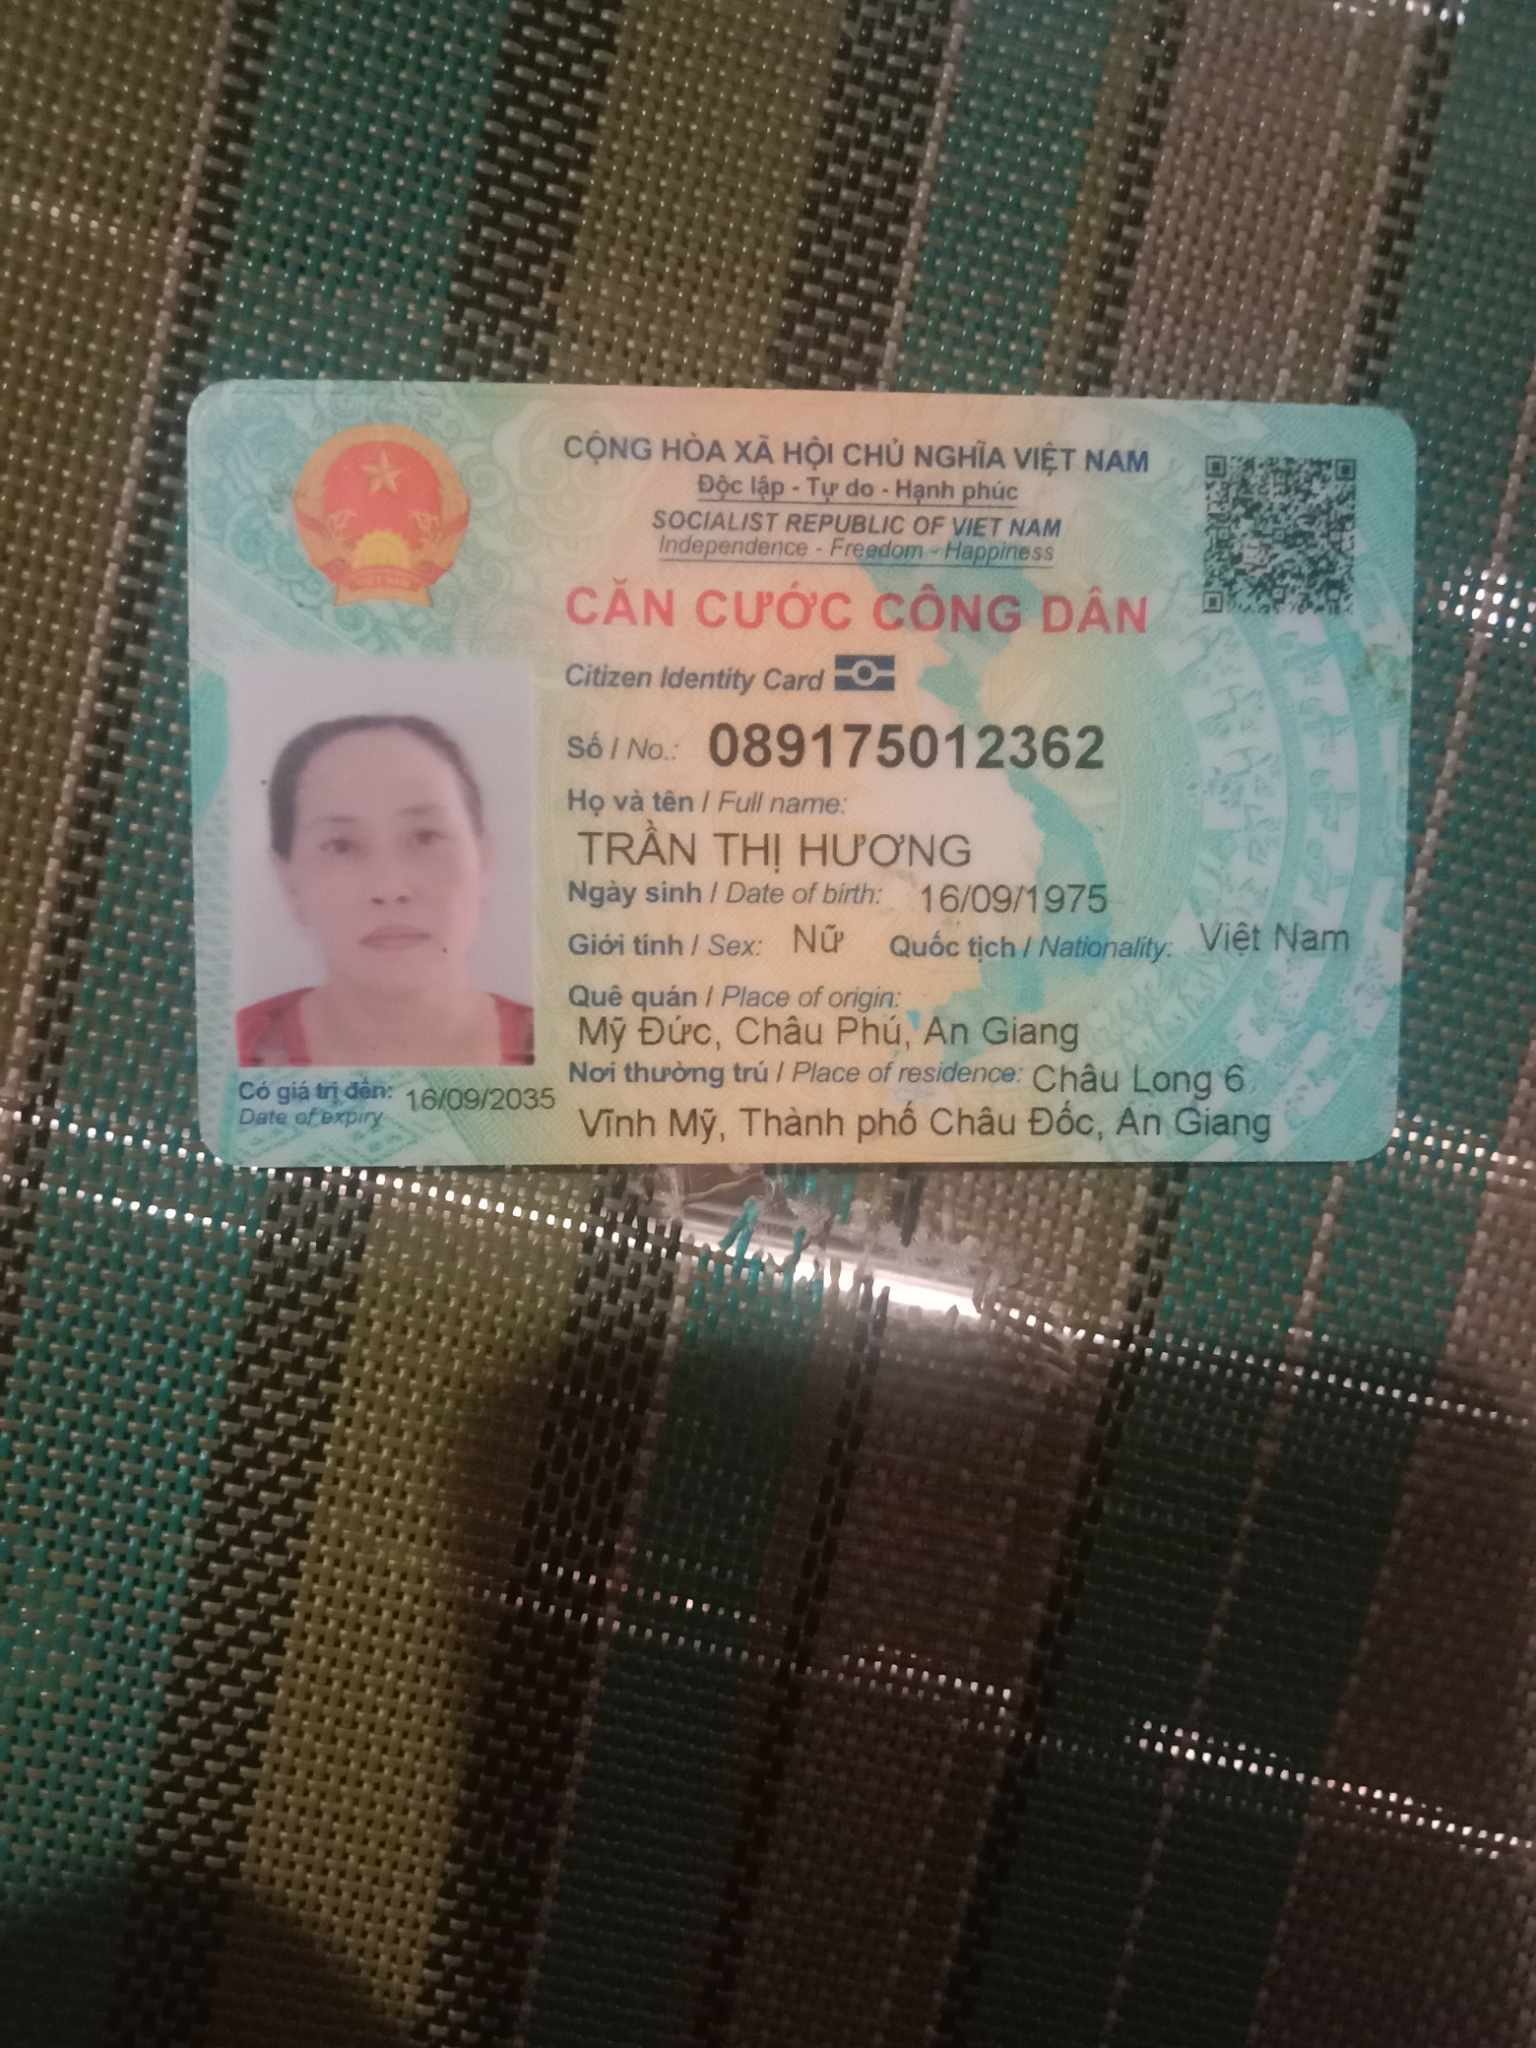 CỘNG HÒA XÃ HỘI CHỦ NGHĨA VIỆT NAM
Độc lập - Tự do - Hạnh phúc
SOCIALIST REPUBLIC OF VIET NAM
Independence - Freedom - Happiness
CĂN CƯỚC CÔNG DÂN
Citizen Identity Card
Số / No.: 089175012362
Họ và tên / Full name:
TRẦN THỊ HƯƠNG
Ngày sinh / Date of birth: 16/09/1975
Giới tính / Sex: Nữ Quốc tịch / Nationality: Việt Nam
Quê quán / Place of origin:
Mỹ Đức, Châu Phú, An Giang
Nơi thường trú / Place of residence: Châu Long 6
Vĩnh Mỹ, Thành phố Châu Đốc, An Giang
Có giá trị đến: 16/09/2035
Date of expiry